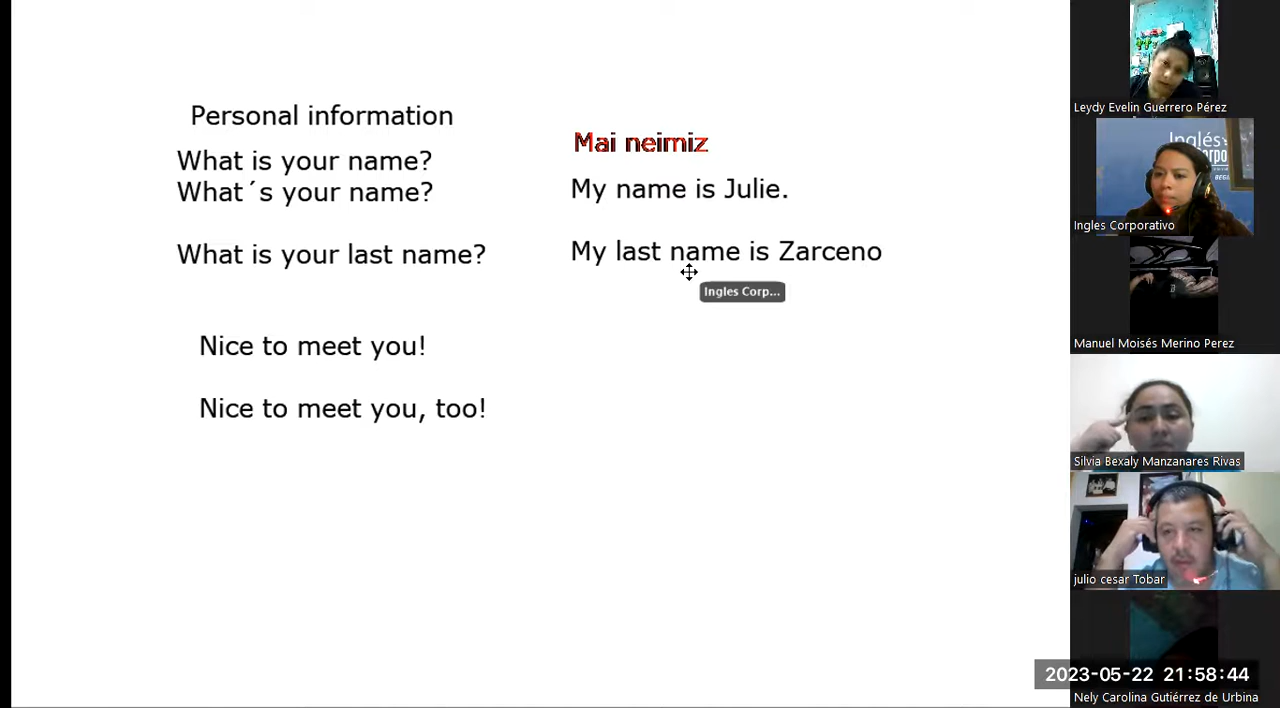 Personal information
What is your name?
What´s your name?
What is your last name?
Nice to meet you!
Nice to meet you, too!
Mai neimiz
My name is Julie.
My last name is Zarceno
Ingles Corp...
Leydy Evelin Guerrero Pérez
Inglés
BEGI
Ingles Corporativo
Manuel Moisés Merino Perez
Silvia Bexaly Manzanares Rivas
julio cesar Tobar
2023-05-22 21:58:44
Nely Carolina Gutiérrez de Urbina